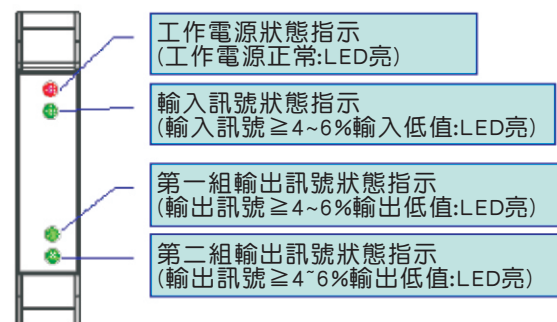 工作電源狀態指示
(工作電源正常:LED亮)
輸入訊號狀態指示
(輸入訊號≧4~6%輸入低值:LED亮)
第一組輸出訊號狀態指示
(輸出訊號≧4~6%輸出低值:LED亮)
第二組輸出訊號狀態指示
(輸出訊號≧4~6%輸出低值:LED亮)